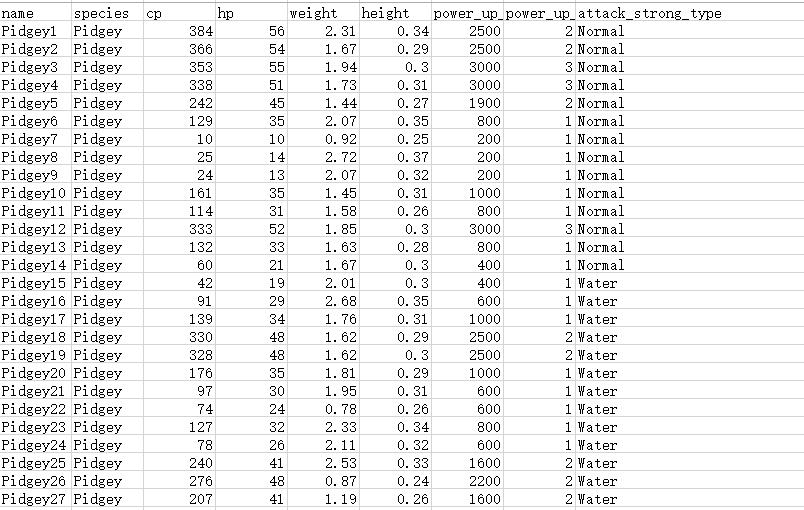 name species cp hp weight height power_up_ power_up_ attack_strong_type
Pidgey1 Pidgey 384 56 2.31 0.34 2500 2 Normal
Pidgey2 Pidgey 366 54 1.67 0.29 2500 2 Normal
Pidgey3 Pidgey 353 55 1.94 0.3 3000 3 Normal
Pidgey4 Pidgey 338 51 1.73 0.31 3000 3 Normal
Pidgey5 Pidgey 242 45 1.44 0.27 1900 2 Normal
Pidgey6 Pidgey 129 35 2.07 0.35 800 1 Normal
Pidgey7 Pidgey 10 10 0.92 0.25 200 1 Normal
Pidgey8 Pidgey 25 14 2.72 0.37 200 1 Normal
Pidgey9 Pidgey 24 13 2.07 0.32 200 1 Normal
Pidgey10 Pidgey 161 35 1.45 0.31 1000 1 Normal
Pidgey11 Pidgey 114 31 1.58 0.26 800 1 Normal
Pidgey12 Pidgey 333 52 1.85 0.3 3000 3 Normal
Pidgey13 Pidgey 132 33 1.63 0.28 800 1 Normal
Pidgey14 Pidgey 60 21 1.67 0.3 400 1 Normal
Pidgey15 Pidgey 42 19 2.01 0.3 400 1 Water
Pidgey16 Pidgey 91 29 2.68 0.35 600 1 Water
Pidgey17 Pidgey 139 34 1.76 0.31 1000 1 Water
Pidgey18 Pidgey 330 48 1.62 0.29 2500 2 Water
Pidgey19 Pidgey 328 48 1.62 0.3 2500 2 Water
Pidgey20 Pidgey 176 35 1.81 0.29 1000 1 Water
Pidgey21 Pidgey 97 30 1.95 0.31 600 1 Water
Pidgey22 Pidgey 74 24 0.78 0.26 600 1 Water
Pidgey23 Pidgey 127 32 2.33 0.34 800 1 Water
Pidgey24 Pidgey 78 26 2.11 0.32 600 1 Water
Pidgey25 Pidgey 240 41 2.53 0.33 1600 2 Water
Pidgey26 Pidgey 276 48 0.87 0.24 2200 2 Water
Pidgey27 Pidgey 207 41 1.19 0.26 1600 2 Water